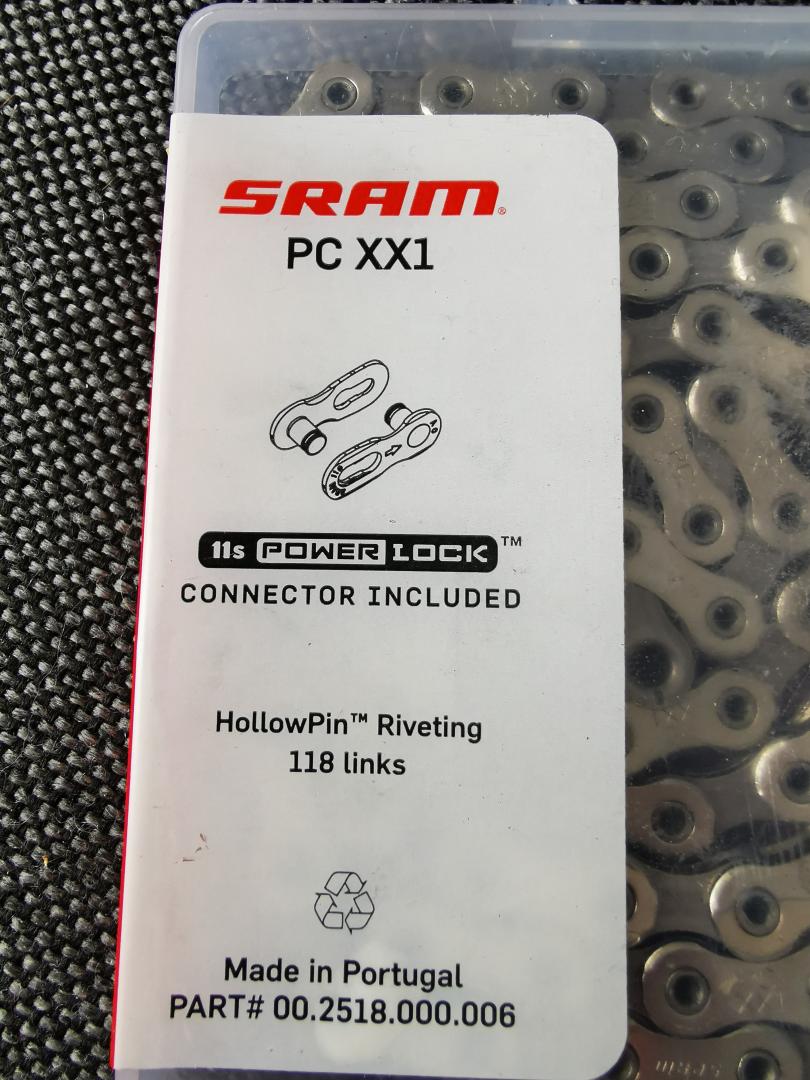 SRAM®
PC XX1
11s POWER LOCK™
CONNECTOR INCLUDED
HollowPin™ Riveting
118 links
Made in Portugal
PART# 00.2518.000.006